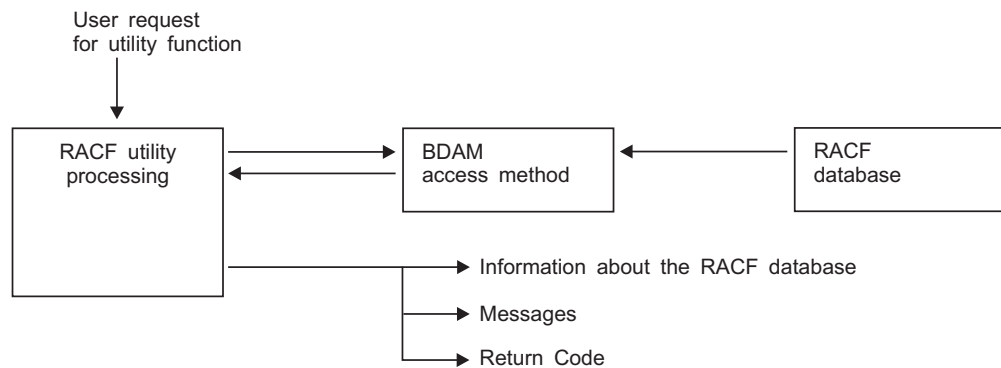 User request
for utility function
RACF utility
processing
BDAM
access method
RACF
database
Information about the RACF database
Messages
Return Code